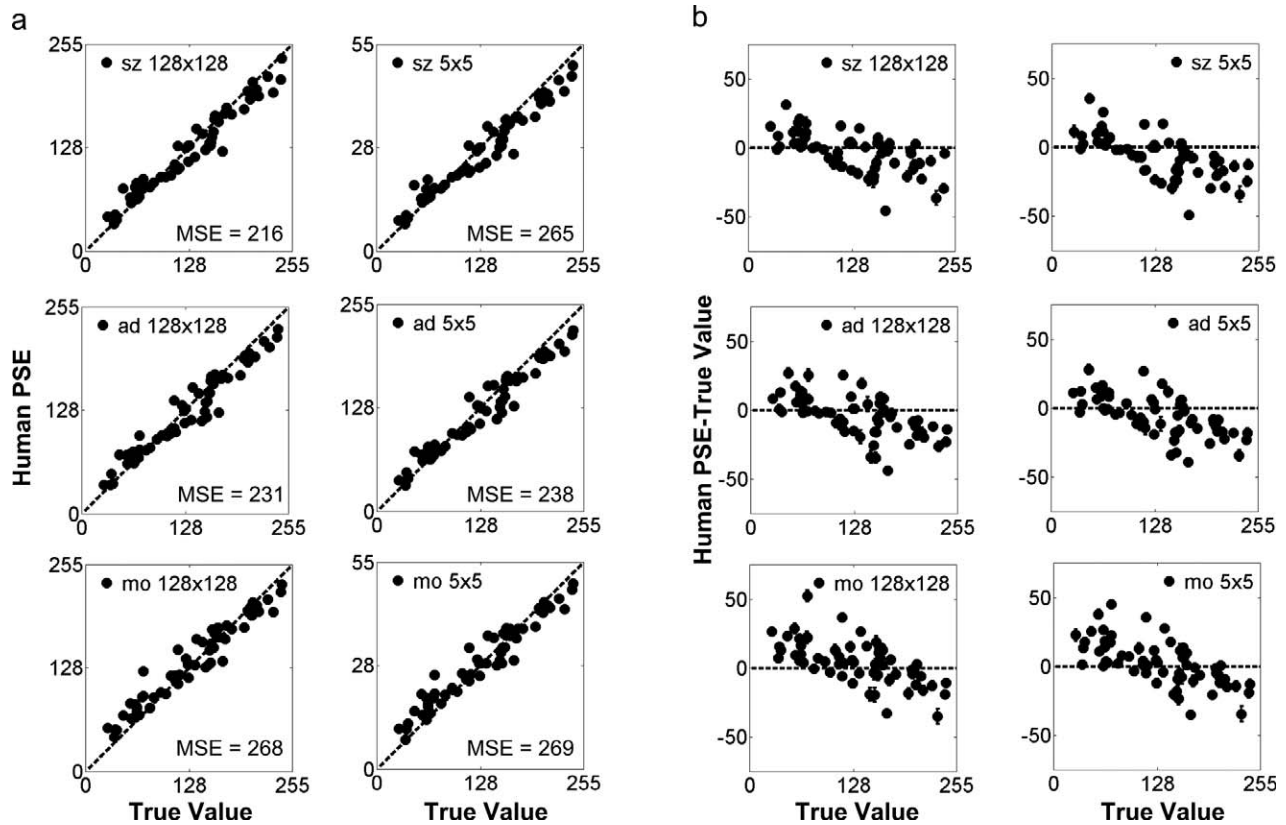 a
b
255
128
0
0 128 255
sz 128x128
MSE = 216
55
28
0
0 128 255
sz 5x5
MSE = 265
255
128
0
0 128 255
ad 128x128
MSE = 231
255
128
0
0 128 255
ad 5x5
MSE = 238
255
128
0
0 128 255
mo 128x128
MSE = 268
55
28
0
0 128 255
mo 5x5
MSE = 269
Human PSE
True Value
True Value
50
0
-50
0 128 255
sz 128x128
50
0
-50
0 128 255
sz 5x5
50
0
-50
0 128 255
ad 128x128
50
0
-50
0 128 255
ad 5x5
50
0
-50
0 128 255
mo 128x128
50
0
-50
0 128 255
mo 5x5
Human PSE-True Value
True Value
True Value